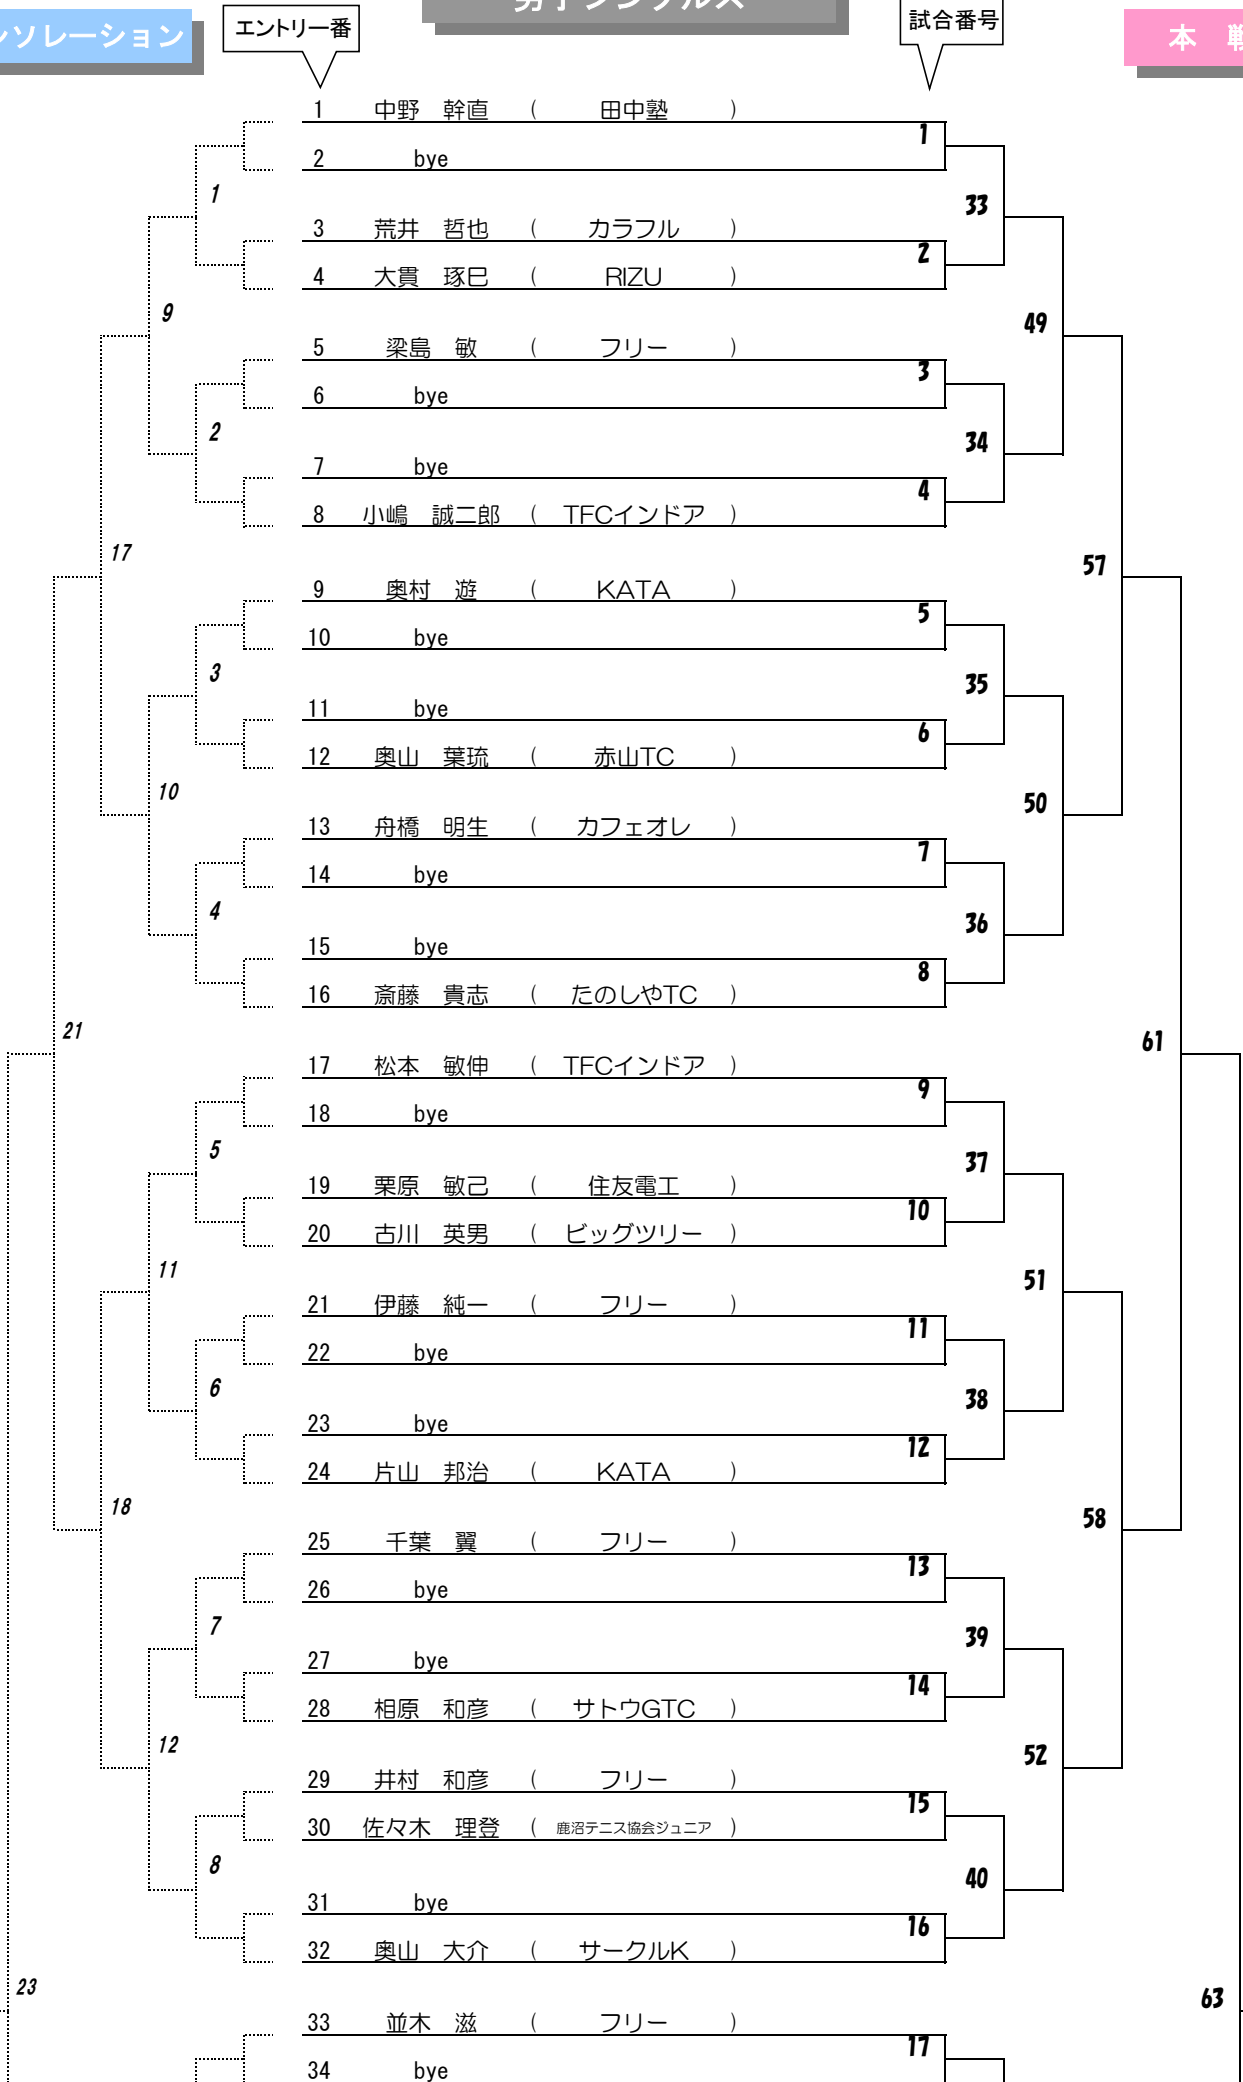 男子シングルス
ンソレーション
エントリー番
試合番号
本 戦
1 中野 幹直 ( 田中塾 )
1
2 bye
1
33
3 荒井 哲也 ( カラフル )
2
4 大貫 琢巳 ( RIZU )
9
49
5 梁島 敏 ( フリー )
3
6 bye
2
34
7 bye
4
8 小嶋 誠二郎 ( TFCインドア )
17
57
9 奥村 遊 ( KATA )
5
10 bye
3
35
11 bye
6
12 奥山 葉琉 ( 赤山TC )
10
50
13 舟橋 明生 ( カフェオレ )
7
14 bye
4
36
15 bye
8
16 斎藤 貴志 ( たのしやTC )
21
61
17 松本 敏伸 ( TFCインドア )
9
18 bye
5
37
19 栗原 敏己 ( 住友電工 )
10
20 古川 英男 ( ビッグツリー )
11
51
21 伊藤 純一 ( フリー )
11
22 bye
6
38
23 bye
12
24 片山 邦治 ( KATA )
18
58
25 千葉 翼 ( フリー )
13
26 bye
7
39
27 bye
14
28 相原 和彦 ( サトウGTC )
12
52
29 井村 和彦 ( フリー )
15
30 佐々木 理登 ( 鹿沼テニス協会ジュニア )
8
40
31 bye
16
32 奥山 大介 ( サークルK )
23
63
33 並木 滋 ( フリー )
17
34 bye